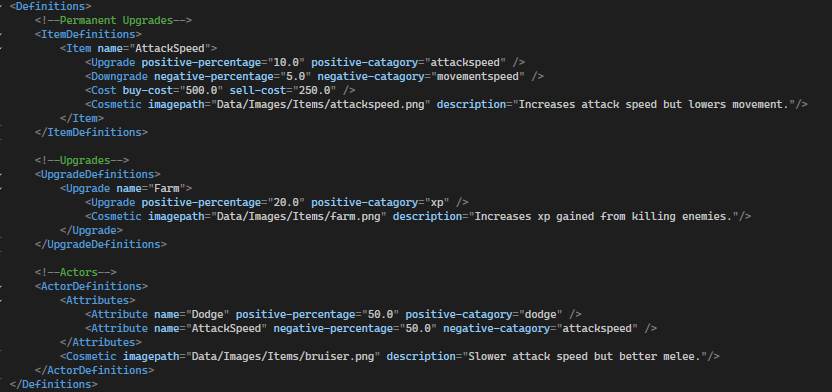 <Definitions>
<!--Permanent Upgrades-->
<ItemDefinitions>
<Item name="AttackSpeed">
<Upgrade positive-percentage="10.0" positive-catagory="attackspeed" />
<Downgrade negative-percentage="5.0" negative-catagory="movementspeed" />
<Cost buy-cost="500.0" sell-cost="250.0" />
<Cosmetic imagepath="Data/Images/Items/attackspeed.png" description="Increases attack speed but lowers movement."/>
</Item>
</ItemDefinitions>
<!--Upgrades-->
<UpgradeDefinitions>
<Upgrade name="Farm">
<Upgrade positive-percentage="20.0" positive-catagory="xp" />
<Cosmetic imagepath="Data/Images/Items/farm.png" description="Increases xp gained from killing enemies."/>
</Upgrade>
</UpgradeDefinitions>
<!--Actors-->
<ActorDefinitions>
<Attributes>
<Attribute name="Dodge" positive-percentage="50.0" positive-catagory="dodge" />
<Attribute name="AttackSpeed" negative-percentage="50.0" negative-catagory="attackspeed" />
</Attributes>
<Cosmetic imagepath="Data/Images/Items/bruiser.png" description="Slower attack speed but better melee."/>
</ActorDefinitions>
</Definitions>